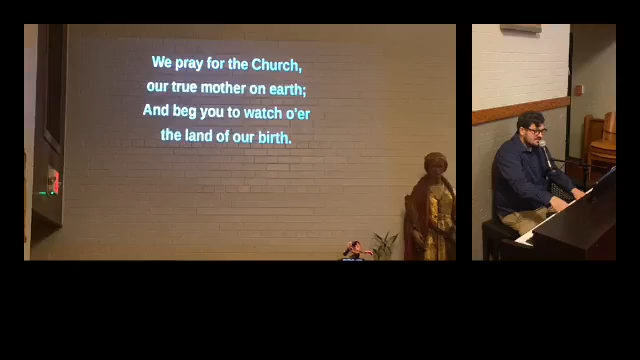 We pray for the Church,
our true mother on earth;
And beg you to watch o'er
the land of our birth.